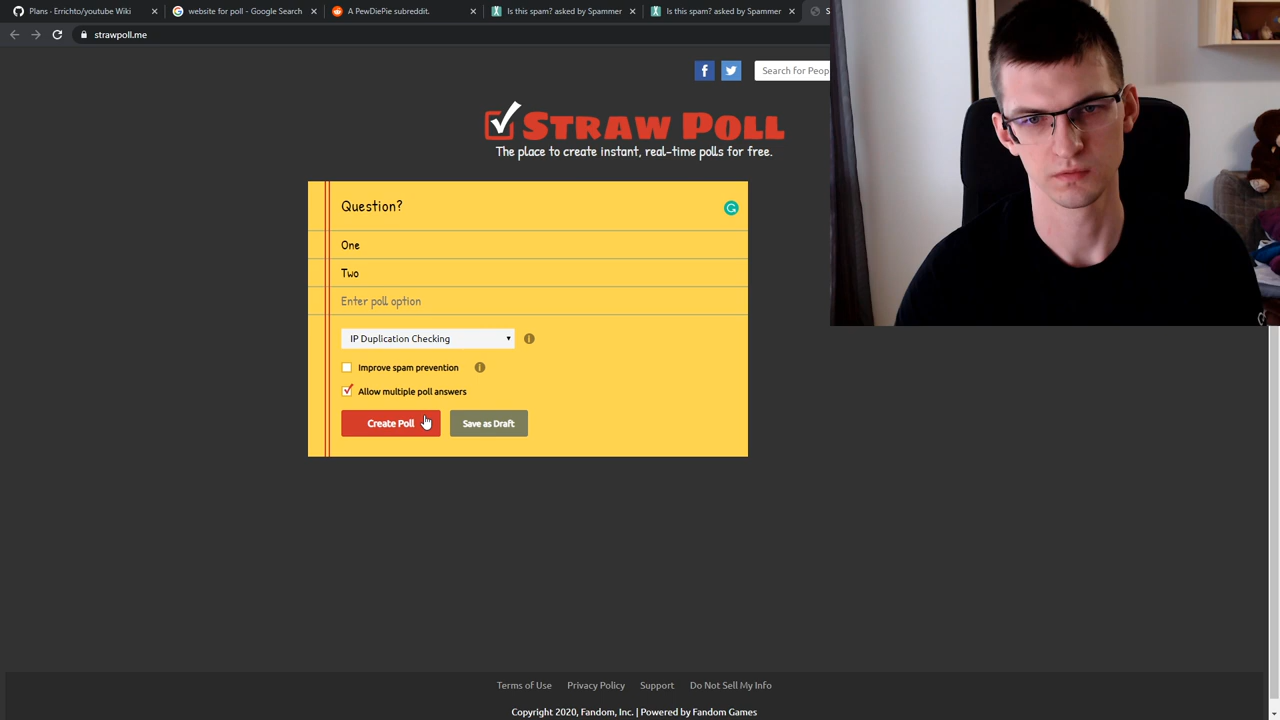 Plans · Errichto/youtube Wiki
website for poll - Google Search
A PewDiePie subreddit.
Is this spam? asked by Spammer
Is this spam? asked by Spammer
S
strawpoll.me
Search for Peop
STRAW POLL
The place to create instant, real-time polls for free.
Question?
One
Two
Enter poll option
IP Duplication Checking
Improve spam prevention
Allow multiple poll answers
Create Poll
Save as Draft
Terms of Use
Privacy Policy
Support
Do Not Sell My Info
Copyright 2020, Fandom, Inc. | Powered by Fandom Games